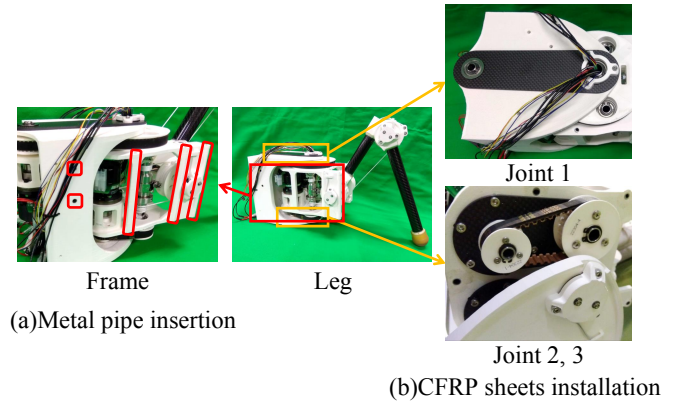 Joint 1
Frame
Leg
(a)Metal pipe insertion
Joint 2, 3
(b)CFRP sheets installation